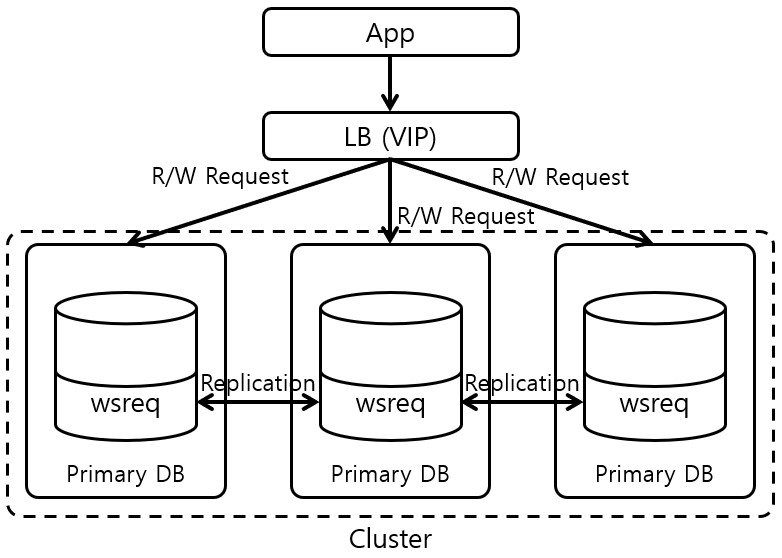 App
LB (VIP)
R/W Request
R/W Request
R/W Request
Replication
Replication
wsreq
wsreq
wsreq
Primary DB
Primary DB
Primary DB
Cluster